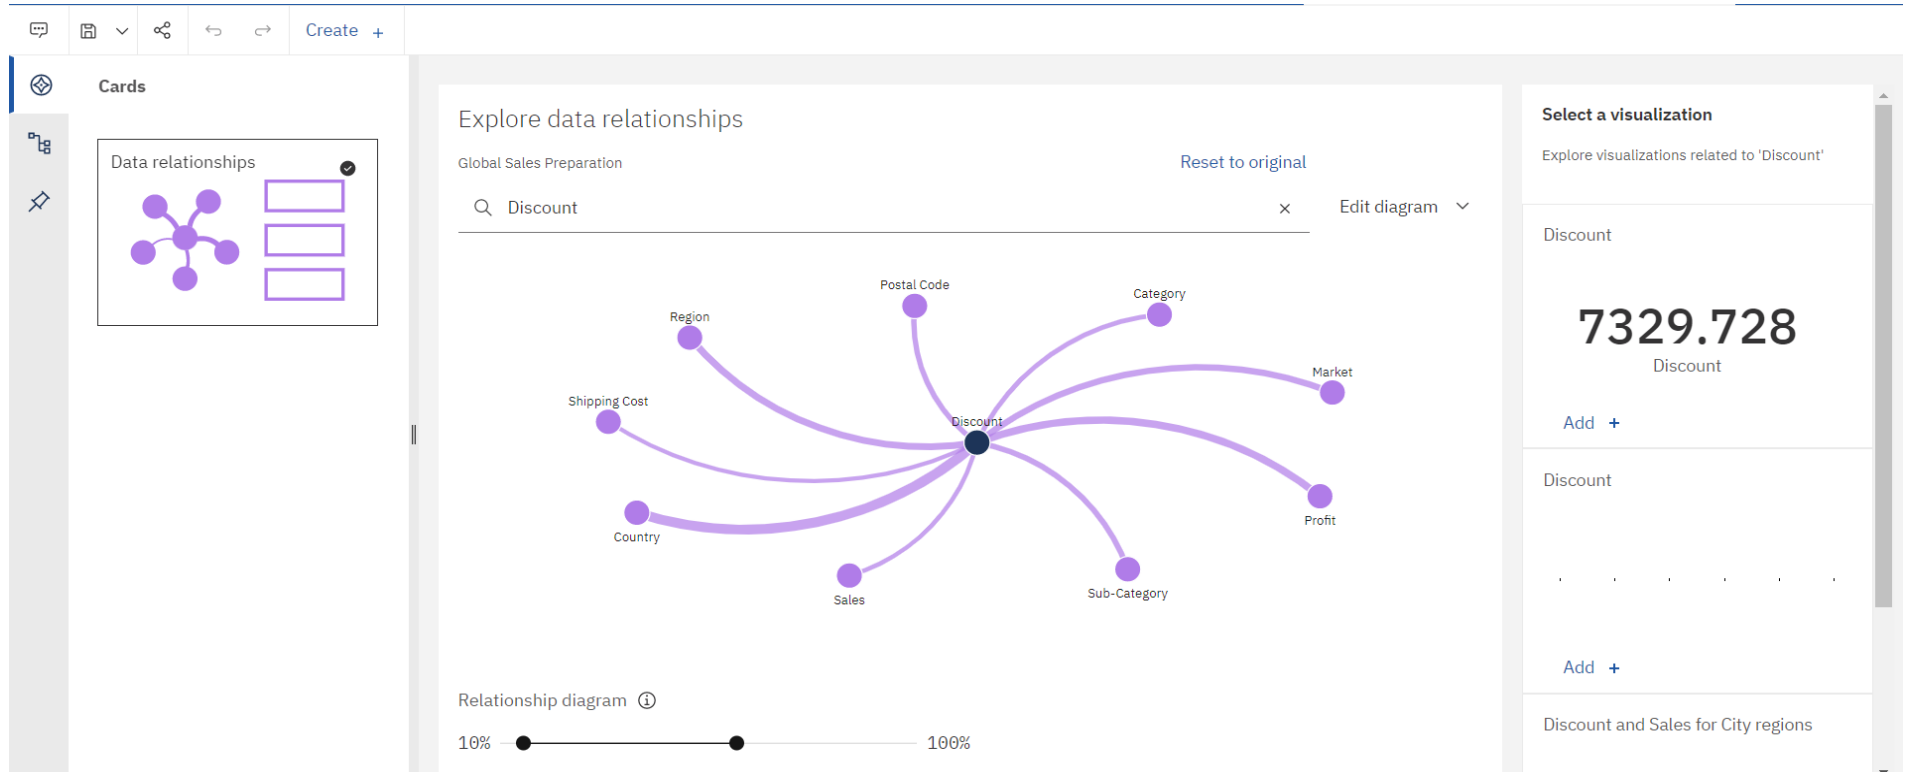 Create +
Cards
Data relationships
Explore data relationships
Global Sales Preparation
Reset to original
Discount
Edit diagram
Postal Code
Category
Region
Market
Shipping Cost
Discount
Profit
Country
Sub-Category
Sales
Relationship diagram
10%
100%
Select a visualization
Explore visualizations related to 'Discount'
Discount
7329.728
Discount
Add +
Discount
Add +
Discount and Sales for City regions